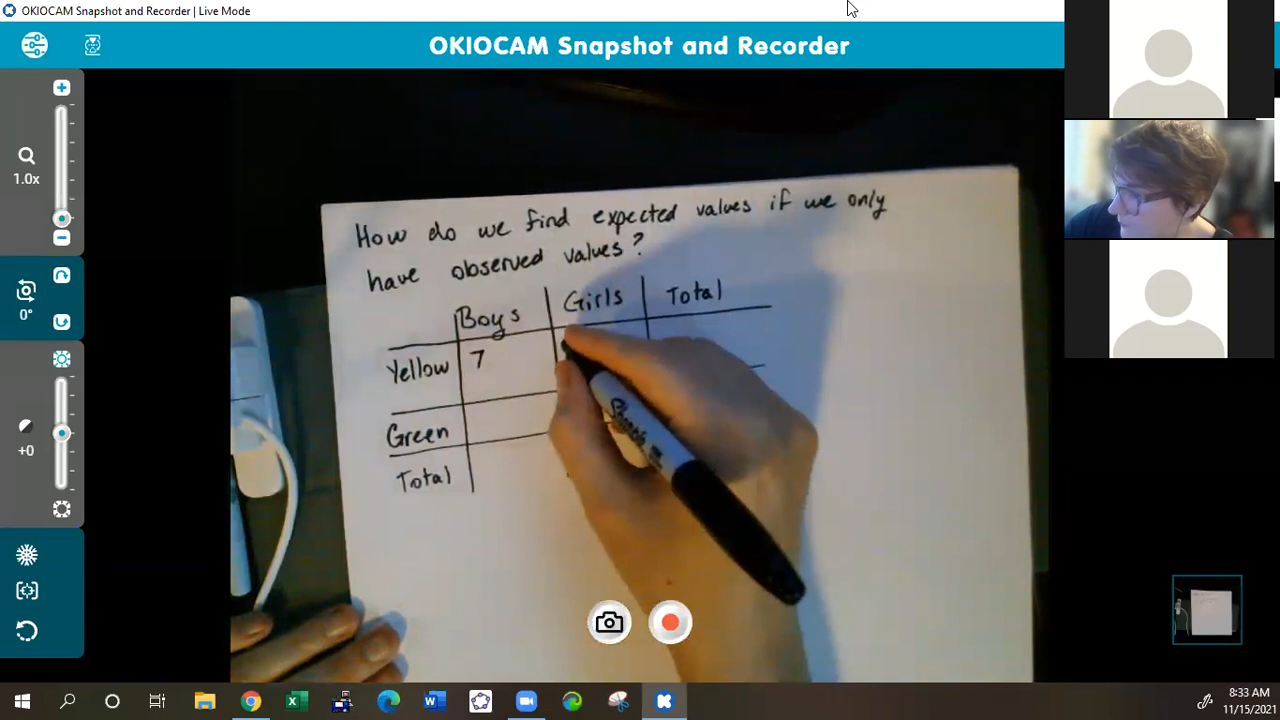 OKIOCAM Snapshot and Recorder | Live Mode
OKIOCAM Snapshot and Recorder
1.0x
0°
+0
How do we find expected values if we only
have observed values?
Boys Girls Total
Yellow 7
Green
Total
Sharpie
8:33 AM
11/15/2021